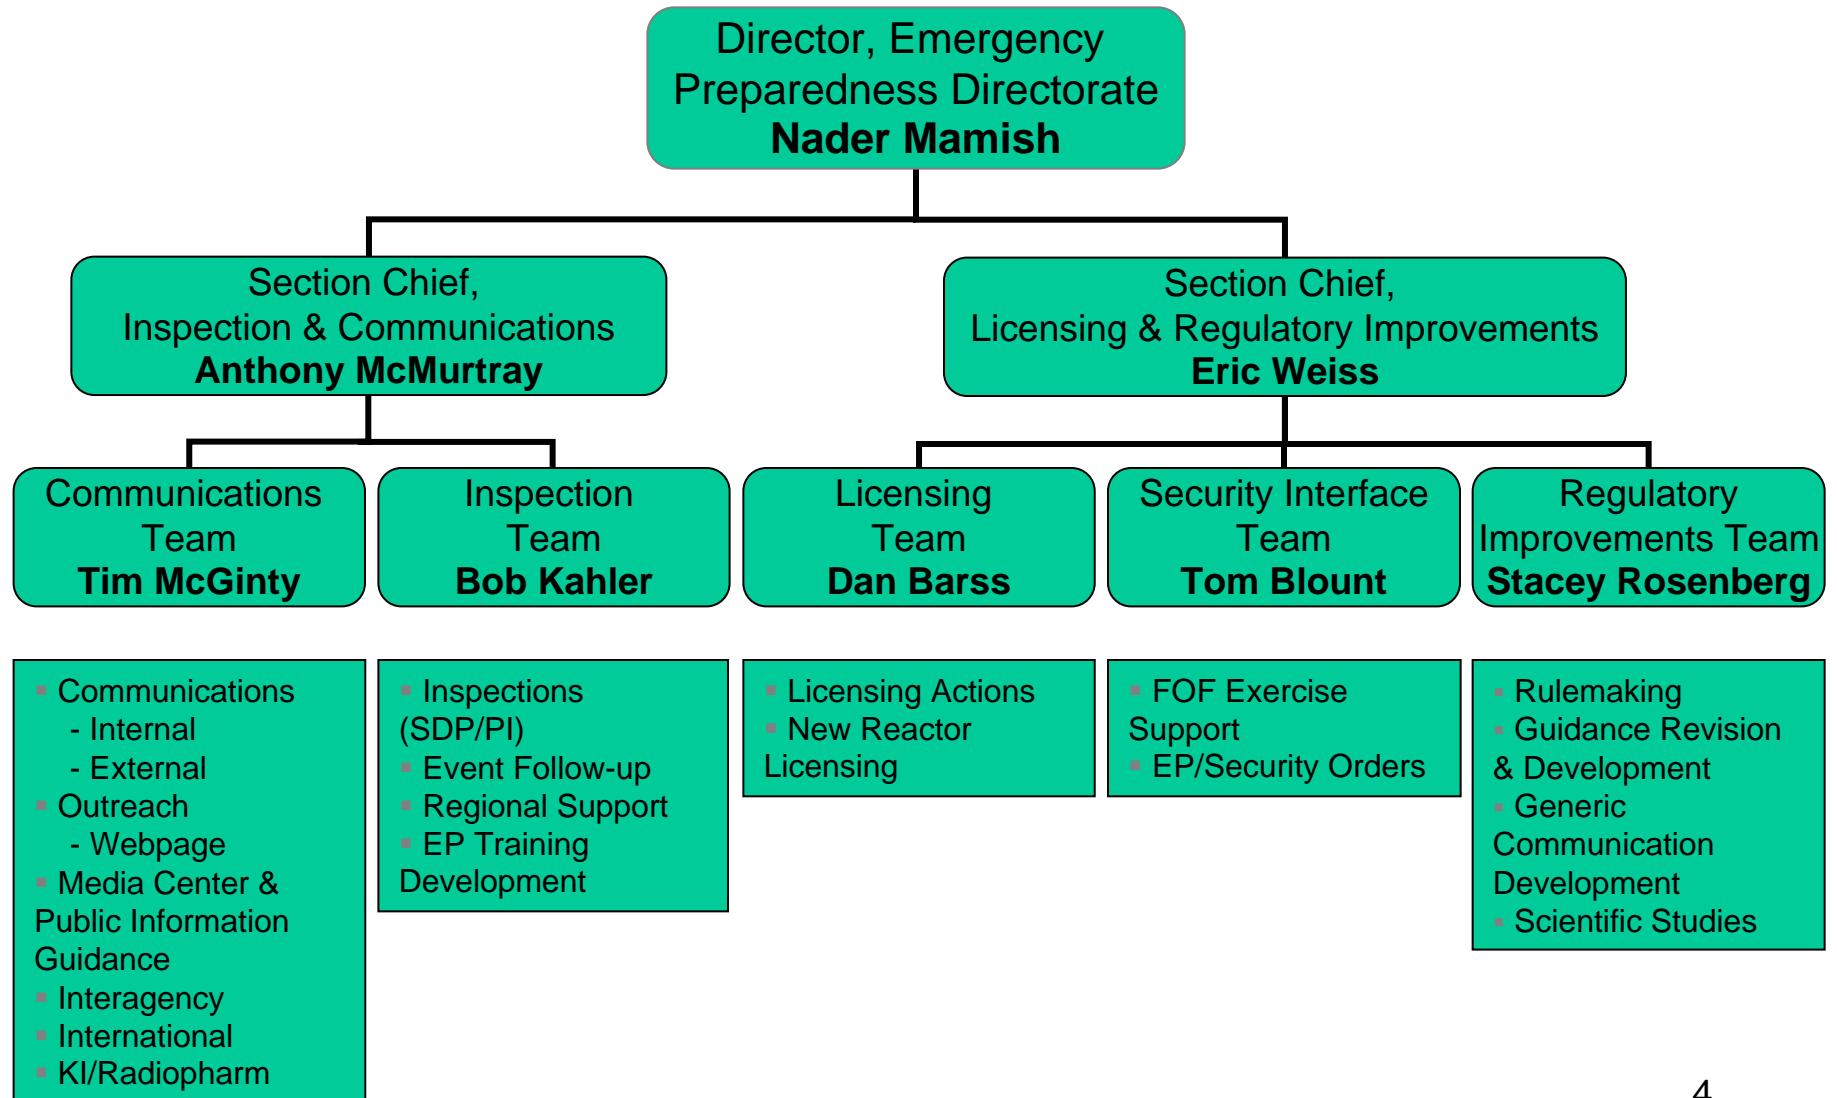 Director, Emergency
Preparedness Directorate
Nader Mamish
Section Chief,
Inspection & Communications
Anthony McMurtray
Section Chief,
Licensing & Regulatory Improvements
Eric Weiss
Communications
Team
Tim McGinty
Inspection
Team
Bob Kahler
Licensing
Team
Dan Barss
Security Interface
Team
Tom Blount
Regulatory
Improvements Team
Stacey Rosenberg
▪ Communications
- Internal
- External
▪ Outreach
- Webpage
▪ Media Center &
Public Information
Guidance
▪ Interagency
▪ International
▪ KI/Radiopharm
▪ Inspections
(SDP/PI)
▪ Event Follow-up
▪ Regional Support
▪ EP Training
Development
▪ Licensing Actions
▪ New Reactor
Licensing
▪ FOF Exercise
Support
▪ EP/Security Orders
▪ Rulemaking
▪ Guidance Revision
& Development
▪ Generic
Communication
Development
▪ Scientific Studies
4